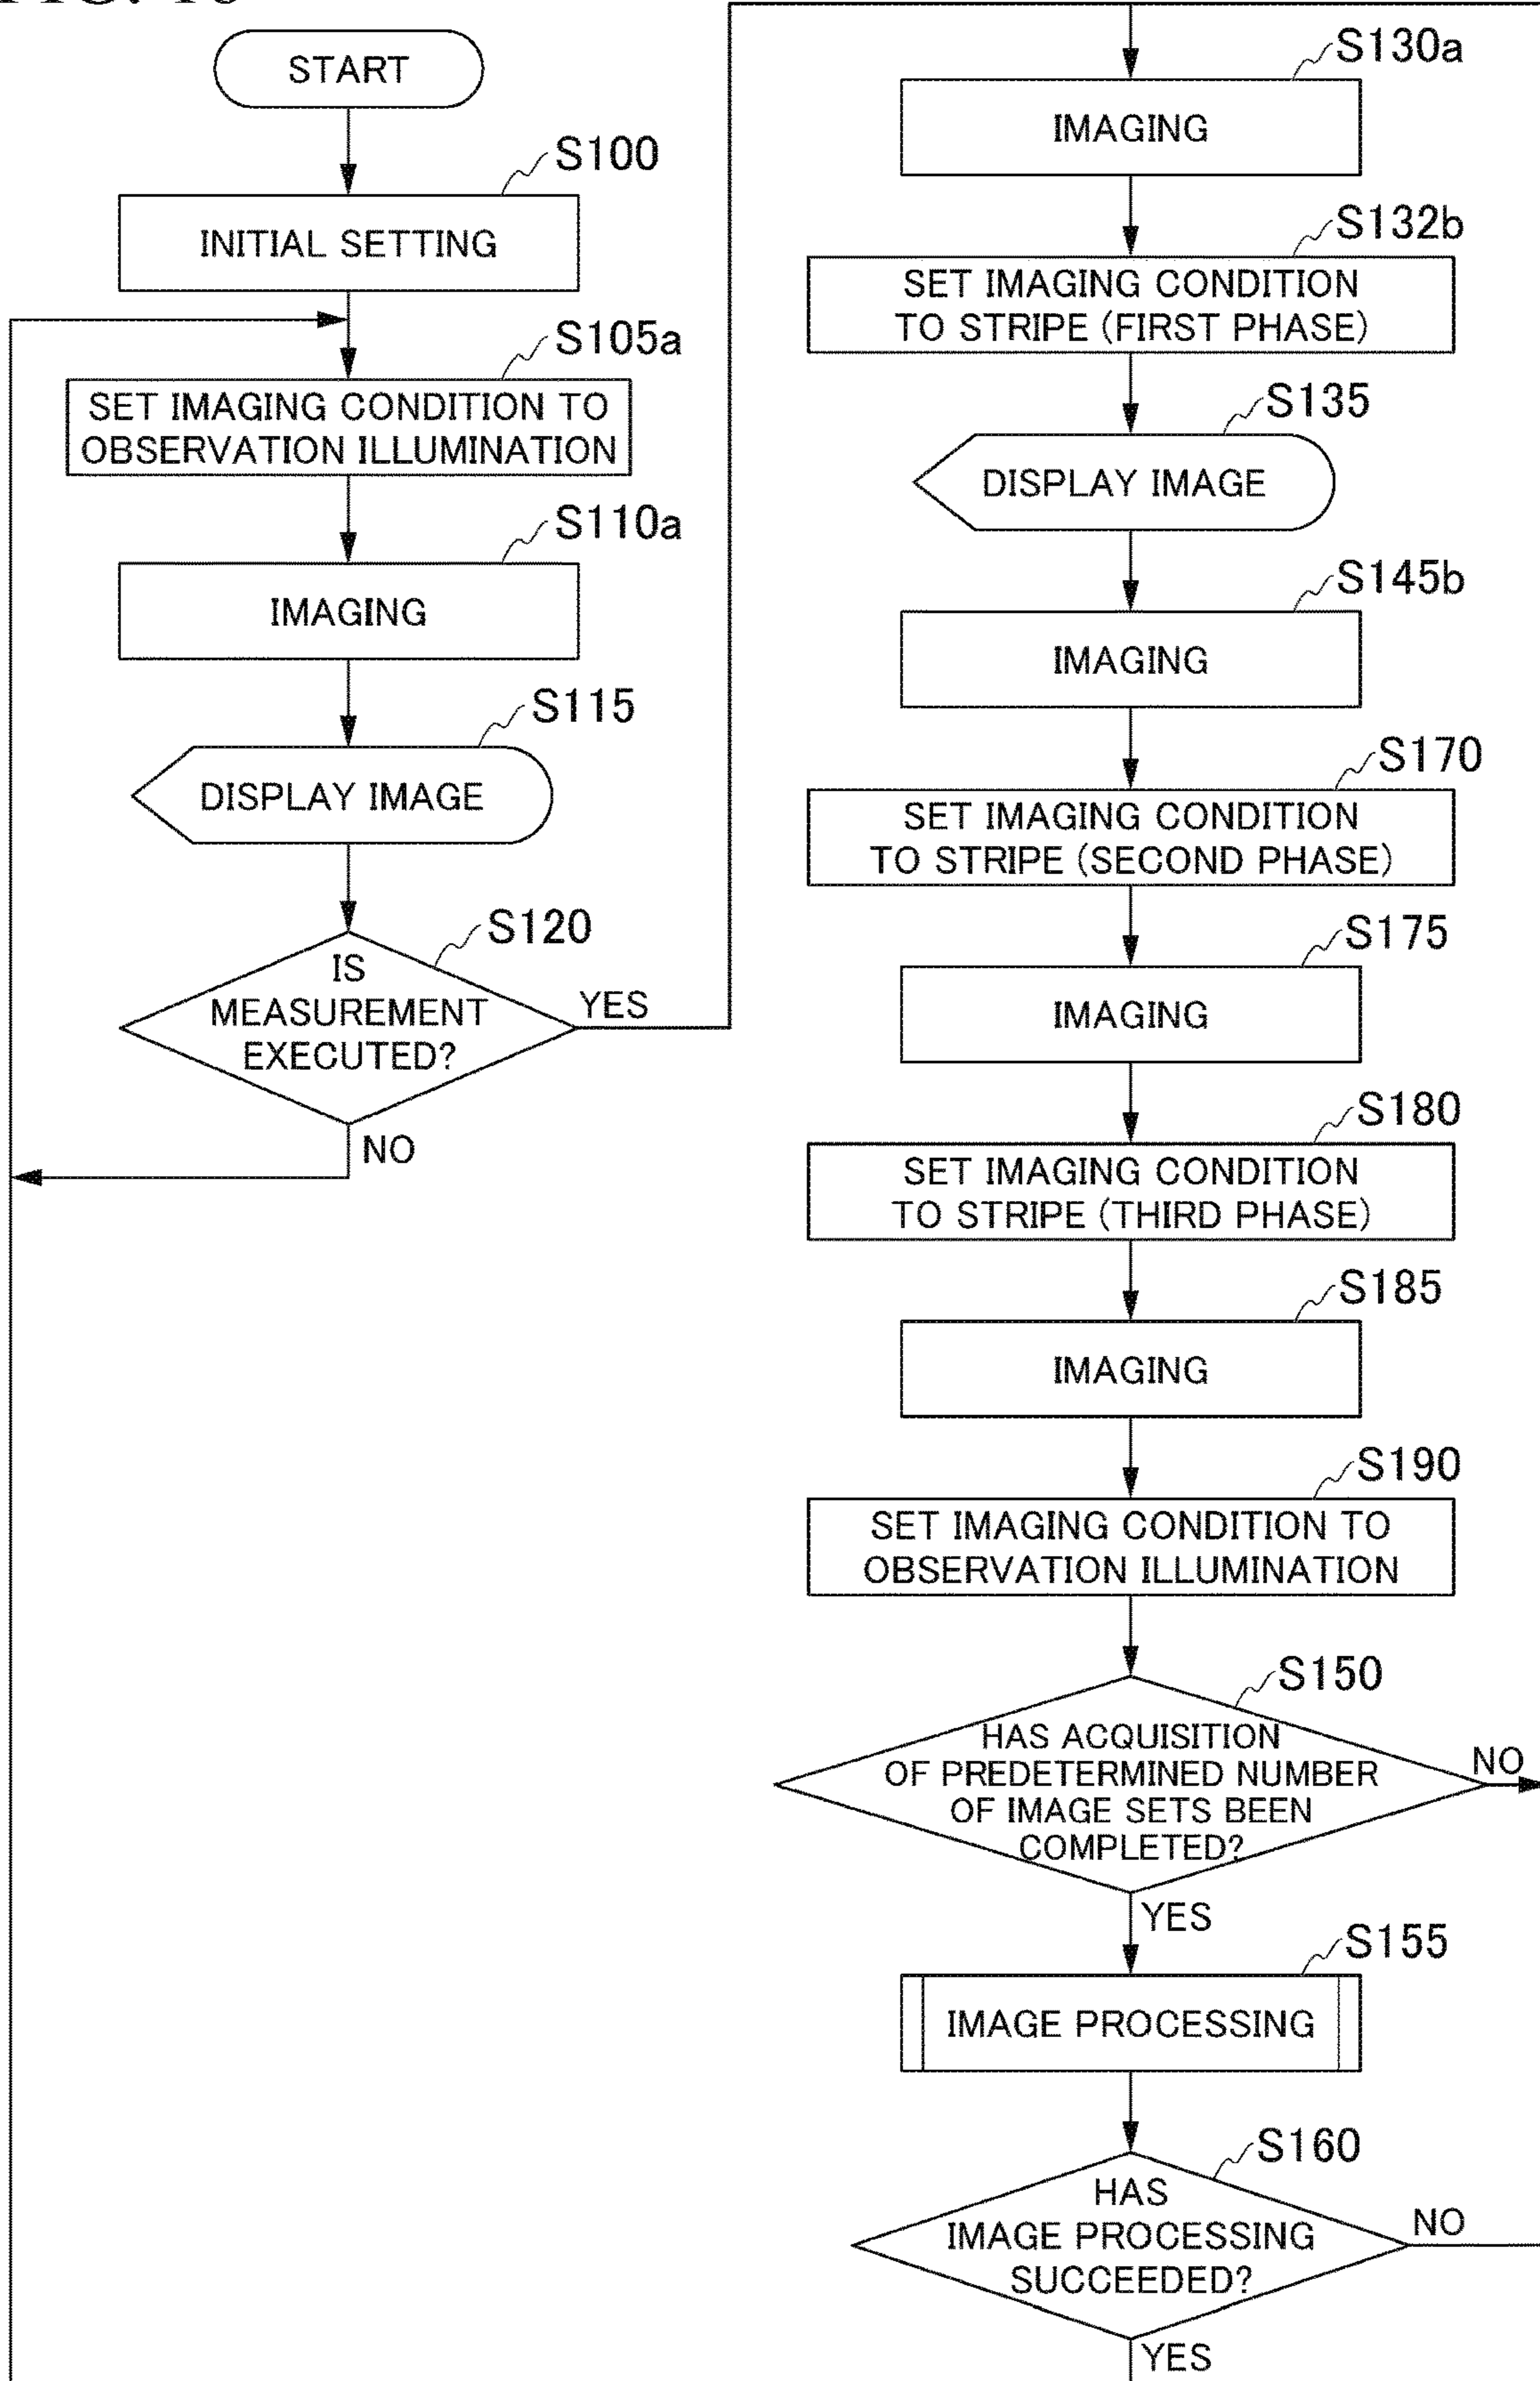 START
S100
INITIAL SETTING
S105a
SET IMAGING CONDITION TO
OBSERVATION ILLUMINATION
S110a
IMAGING
S115
DISPLAY IMAGE
S120
IS
MEASUREMENT
EXECUTED?
YES
NO
S130a
IMAGING
S132b
SET IMAGING CONDITION
TO STRIPE (FIRST PHASE)
S135
DISPLAY IMAGE
S145b
IMAGING
S170
SET IMAGING CONDITION
TO STRIPE (SECOND PHASE)
S175
IMAGING
S180
SET IMAGING CONDITION
TO STRIPE (THIRD PHASE)
S185
IMAGING
S190
SET IMAGING CONDITION TO
OBSERVATION ILLUMINATION
S150
HAS ACQUISITION
OF PREDETERMINED NUMBER
OF IMAGE SETS BEEN
COMPLETED?
NO
YES
S155
IMAGE PROCESSING
S160
HAS
IMAGE PROCESSING
SUCCEEDED?
NO
YES